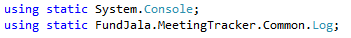 using static System.Console;
using static FundJala.MeetingTracker.Common.Log;